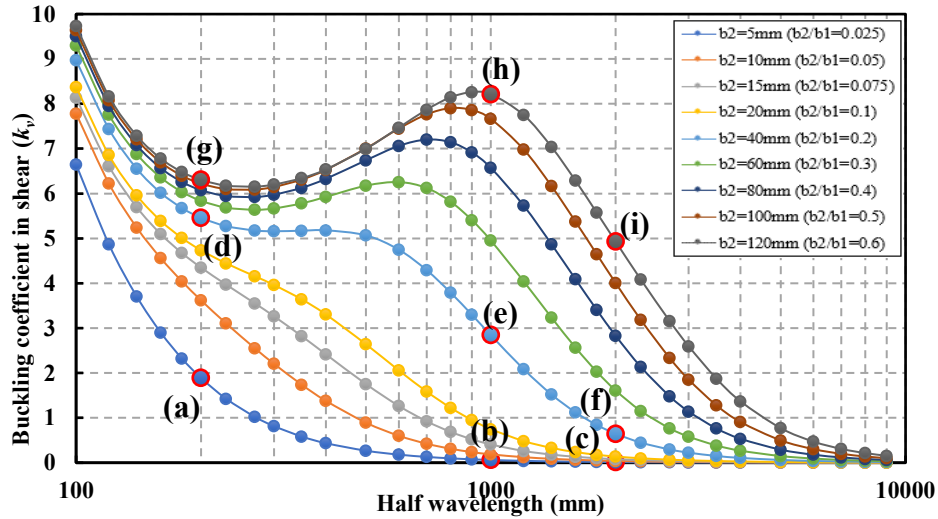 Buckling coefficient in shear (kv)
10
9
8
7
6
5
4
3
2
1
0
100
1000
10000
Half wavelength (mm)
(a)
(b)
(c)
(d)
(e)
(f)
(g)
(h)
(i)
b2=5mm (b2/b1=0.025)
b2=10mm (b2/b1=0.05)
b2=15mm (b2/b1=0.075)
b2=20mm (b2/b1=0.1)
b2=40mm (b2/b1=0.2)
b2=60mm (b2/b1=0.3)
b2=80mm (b2/b1=0.4)
b2=100mm (b2/b1=0.5)
b2=120mm (b2/b1=0.6)